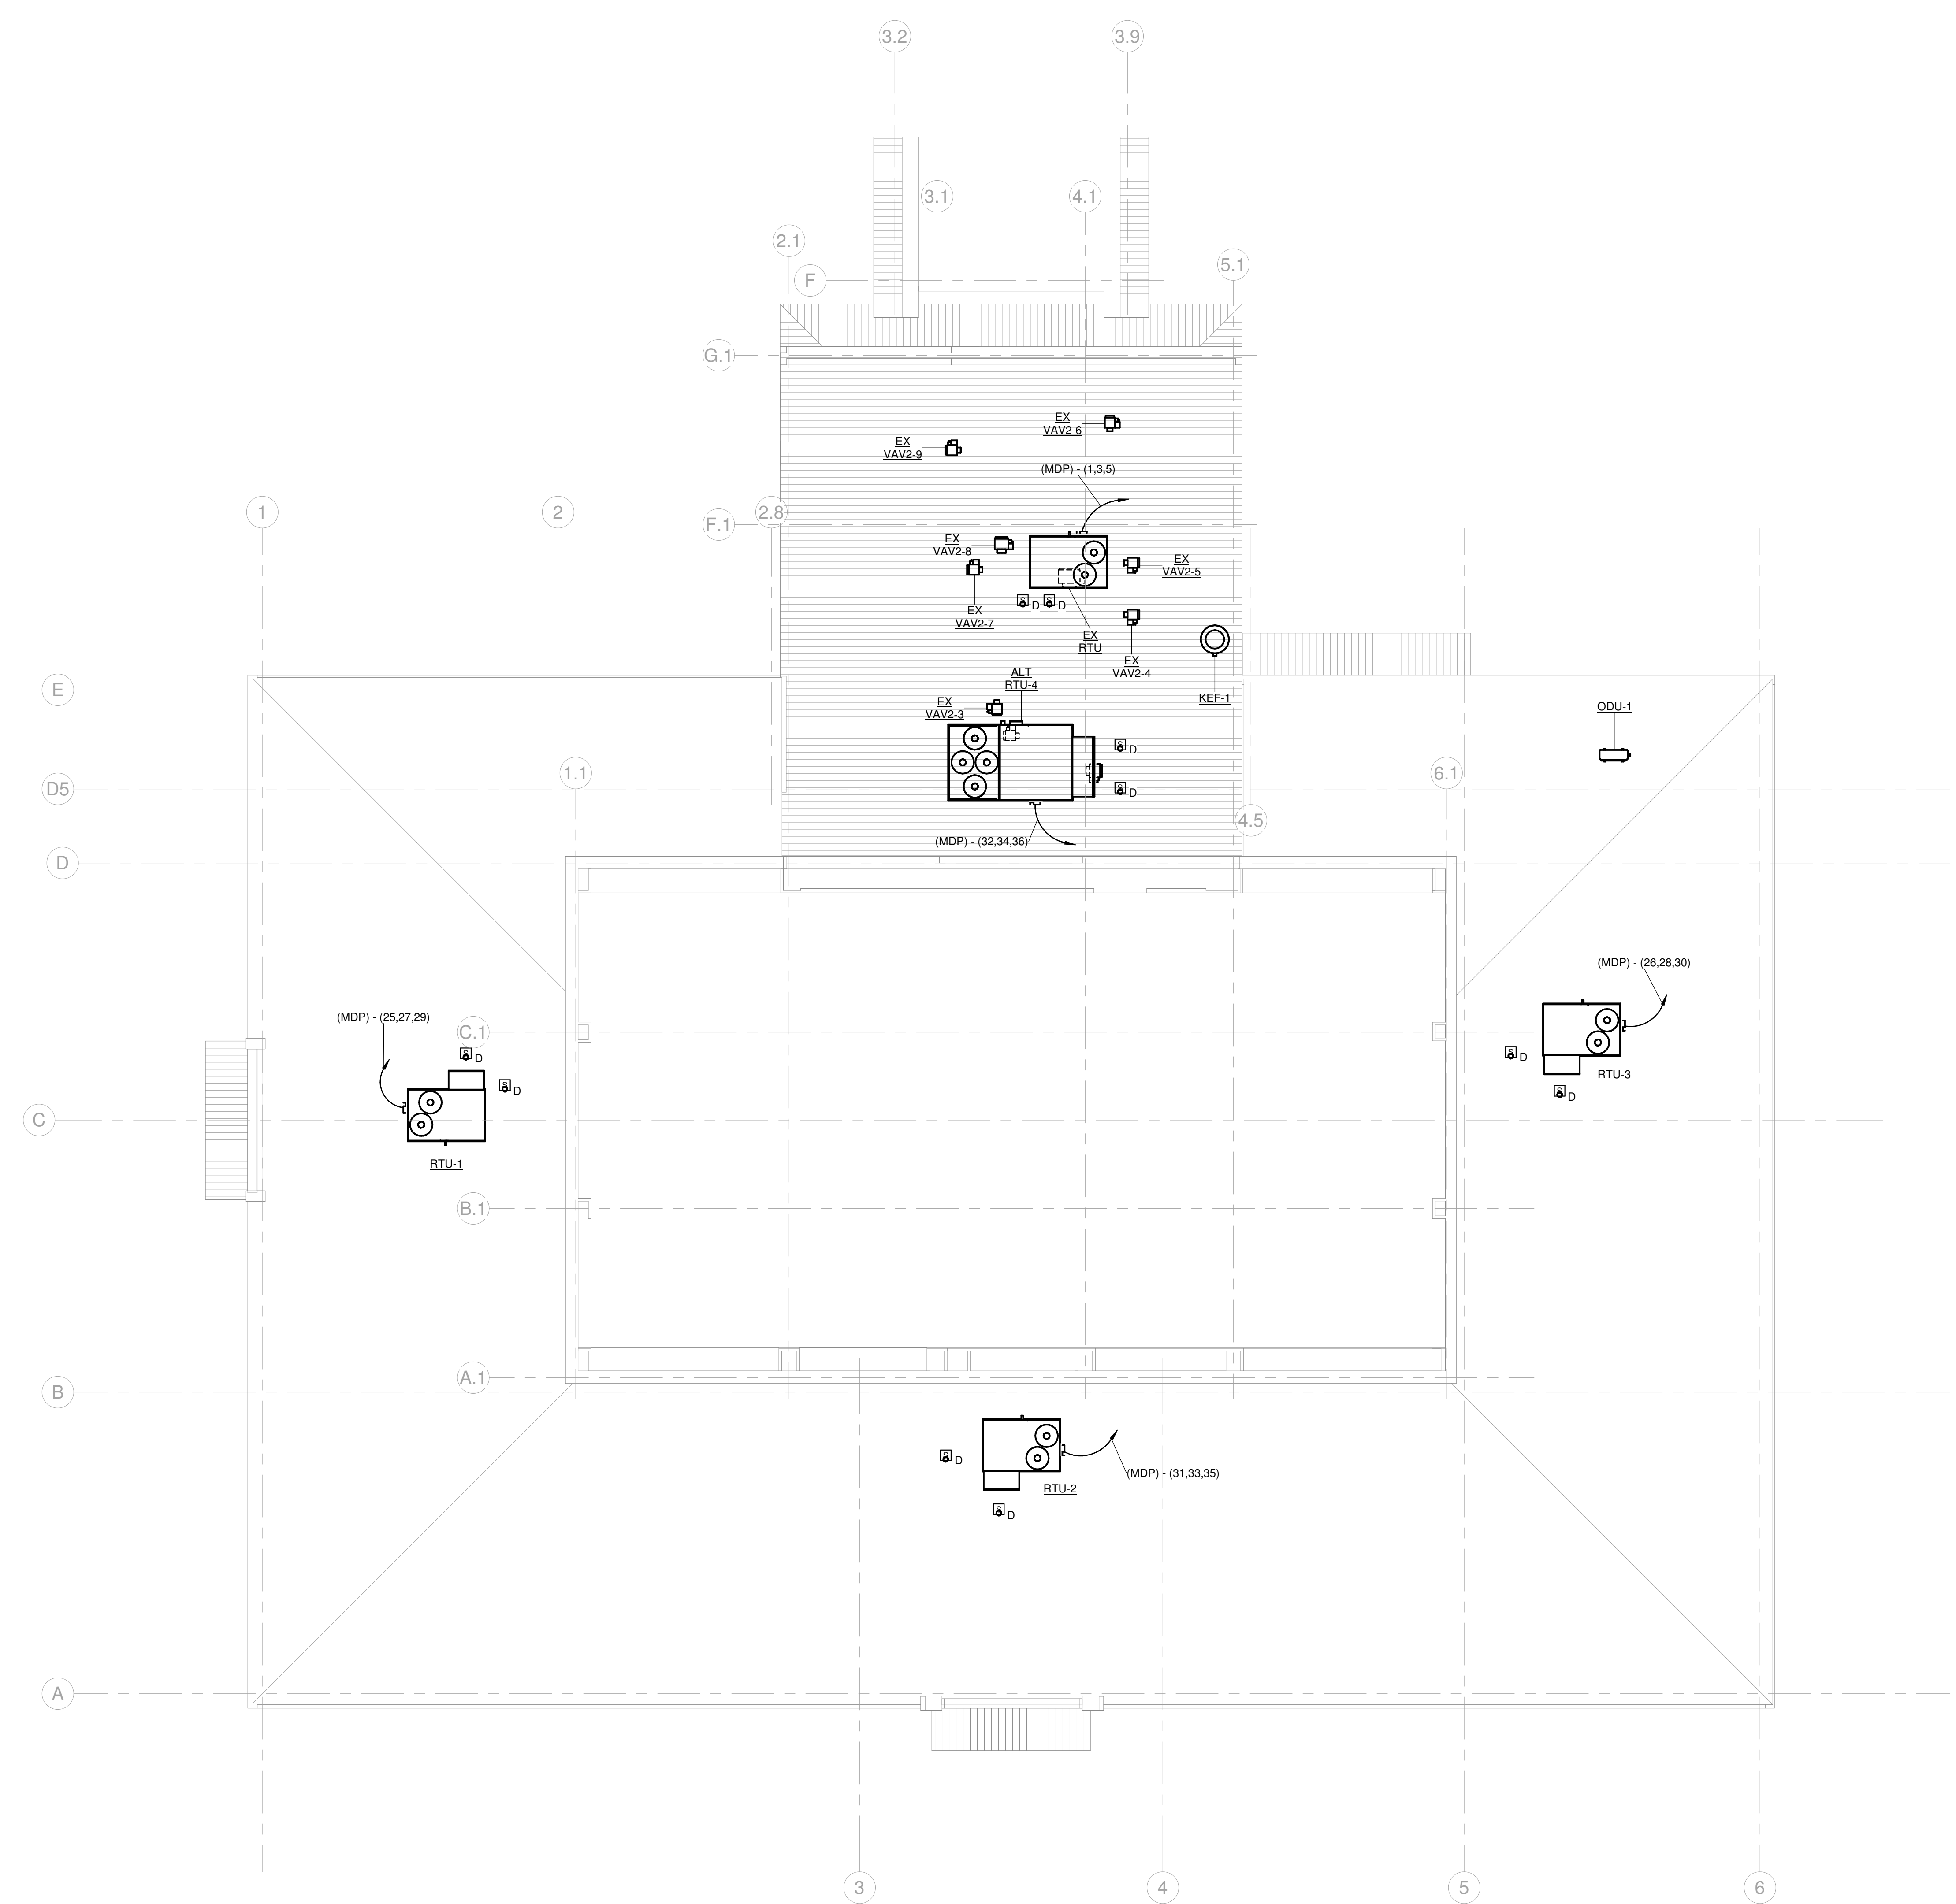 3.2
3.9
3.1
4.1
2.1
5.1
F
G.1
EX
VAV2-6
EX
VAV2-9
(MDP) - (1,3,5)
1
2
2.8
F.1
EX
VAV2-8
EX
VAV2-5
S
D
S
D
EX
VAV2-7
EX
RTU
EX
VAV2-4
KEF-1
ALT
RTU-4
E
EX
VAV2-3
ODU-1
S
D
1.1
6.1
D5
S
D
4.5
(MDP) - (32,34,36)
D
(MDP) - (26,28,30)
(MDP) - (25,27,29)
C.1
S
D
S
D
RTU-3
S
D
S
D
C
RTU-1
B.1
A.1
B
S
D
(MDP) - (31,33,35)
RTU-2
S
D
A
3
4
5
6